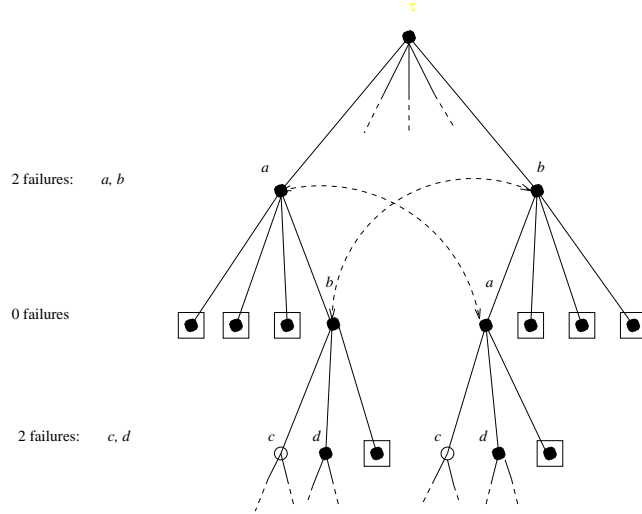 τ
a
b
2 failures: a, b
b
a
0 failures
c
d
c
d
2 failures: c, d